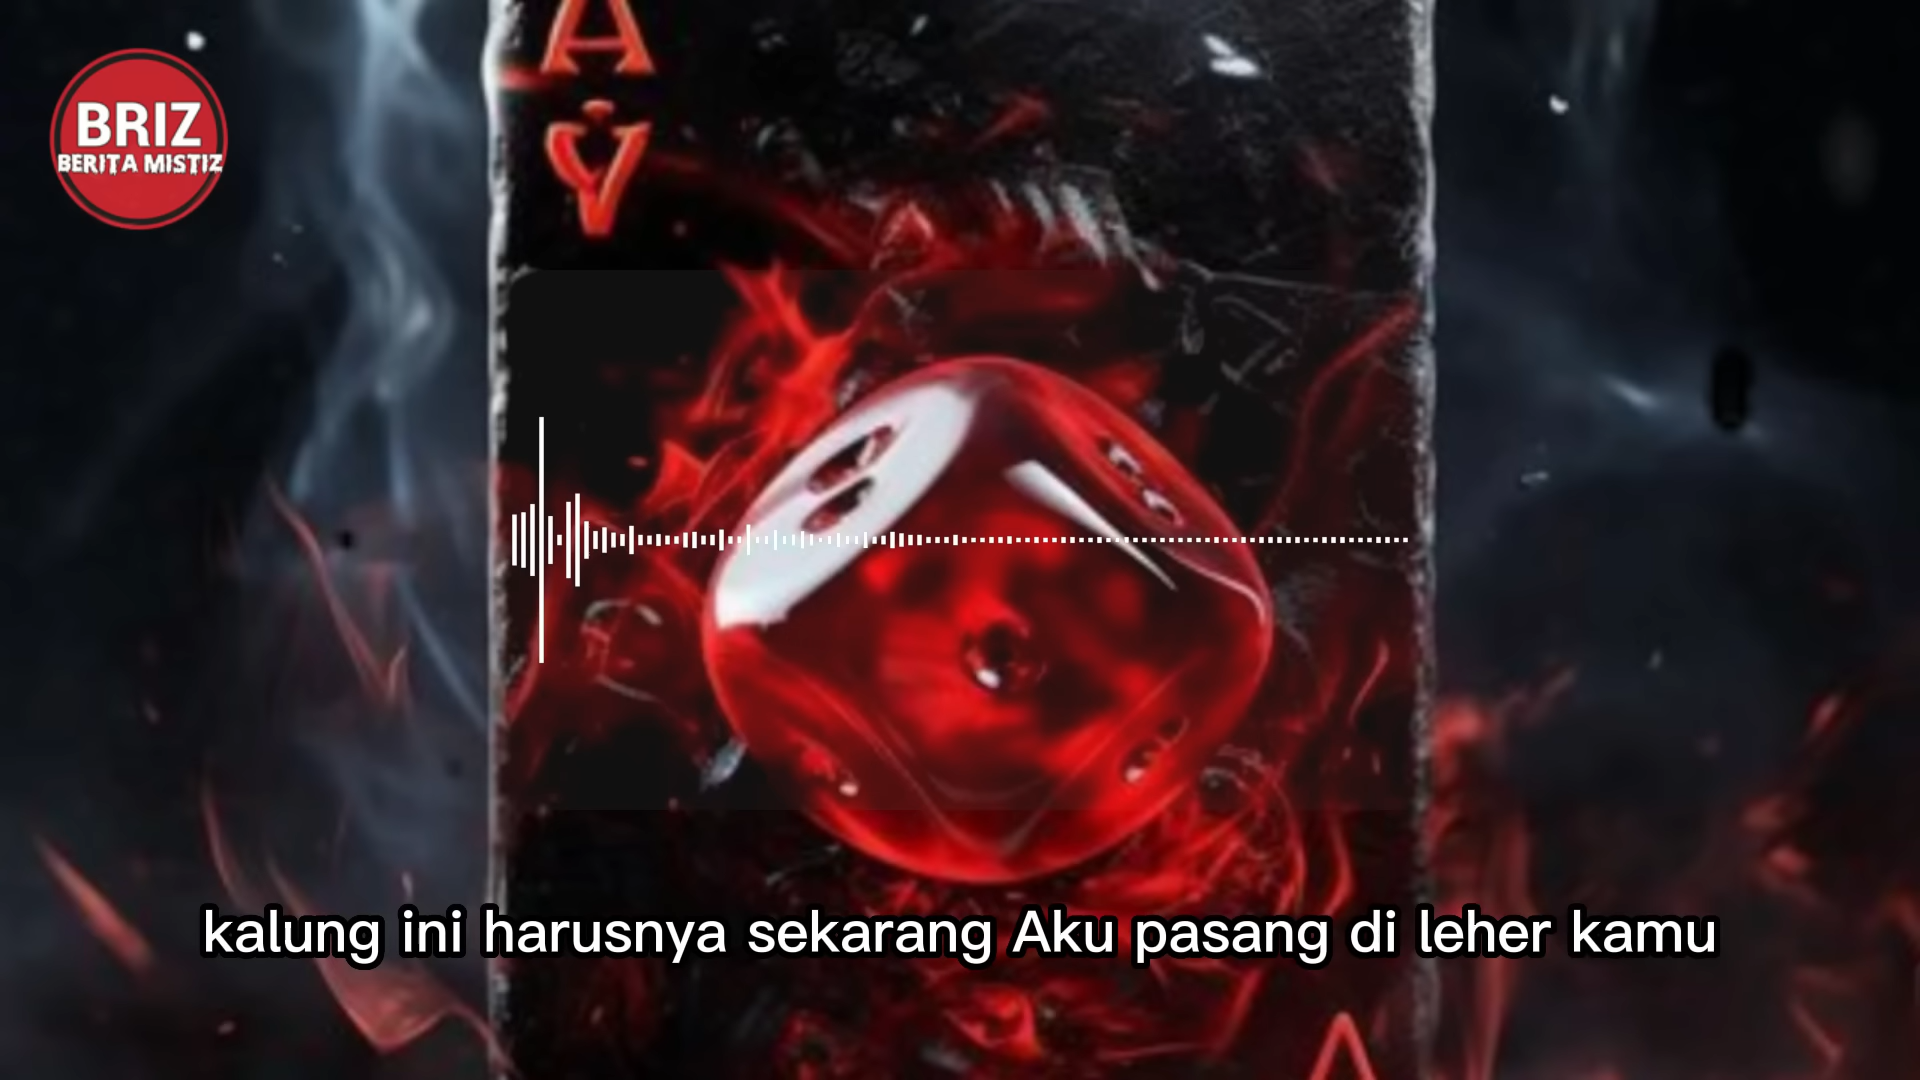 A
BRIZ
BERITA MISTIZ
kalung ini harusnya sekarang Aku pasang di leher kamu